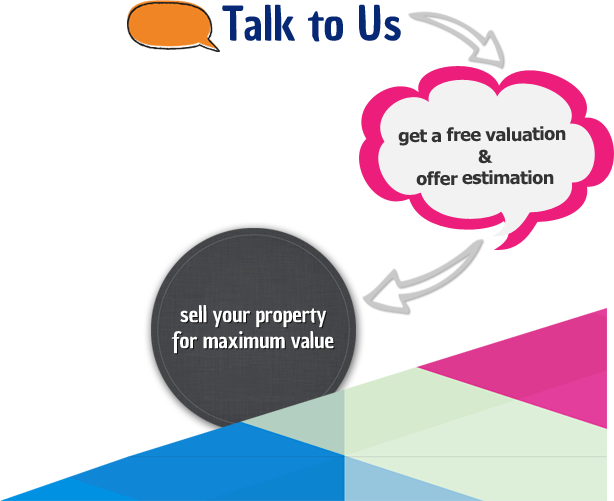 Talk to Us
get a free valuation
&
offer estimation
sell your property
for maximum value